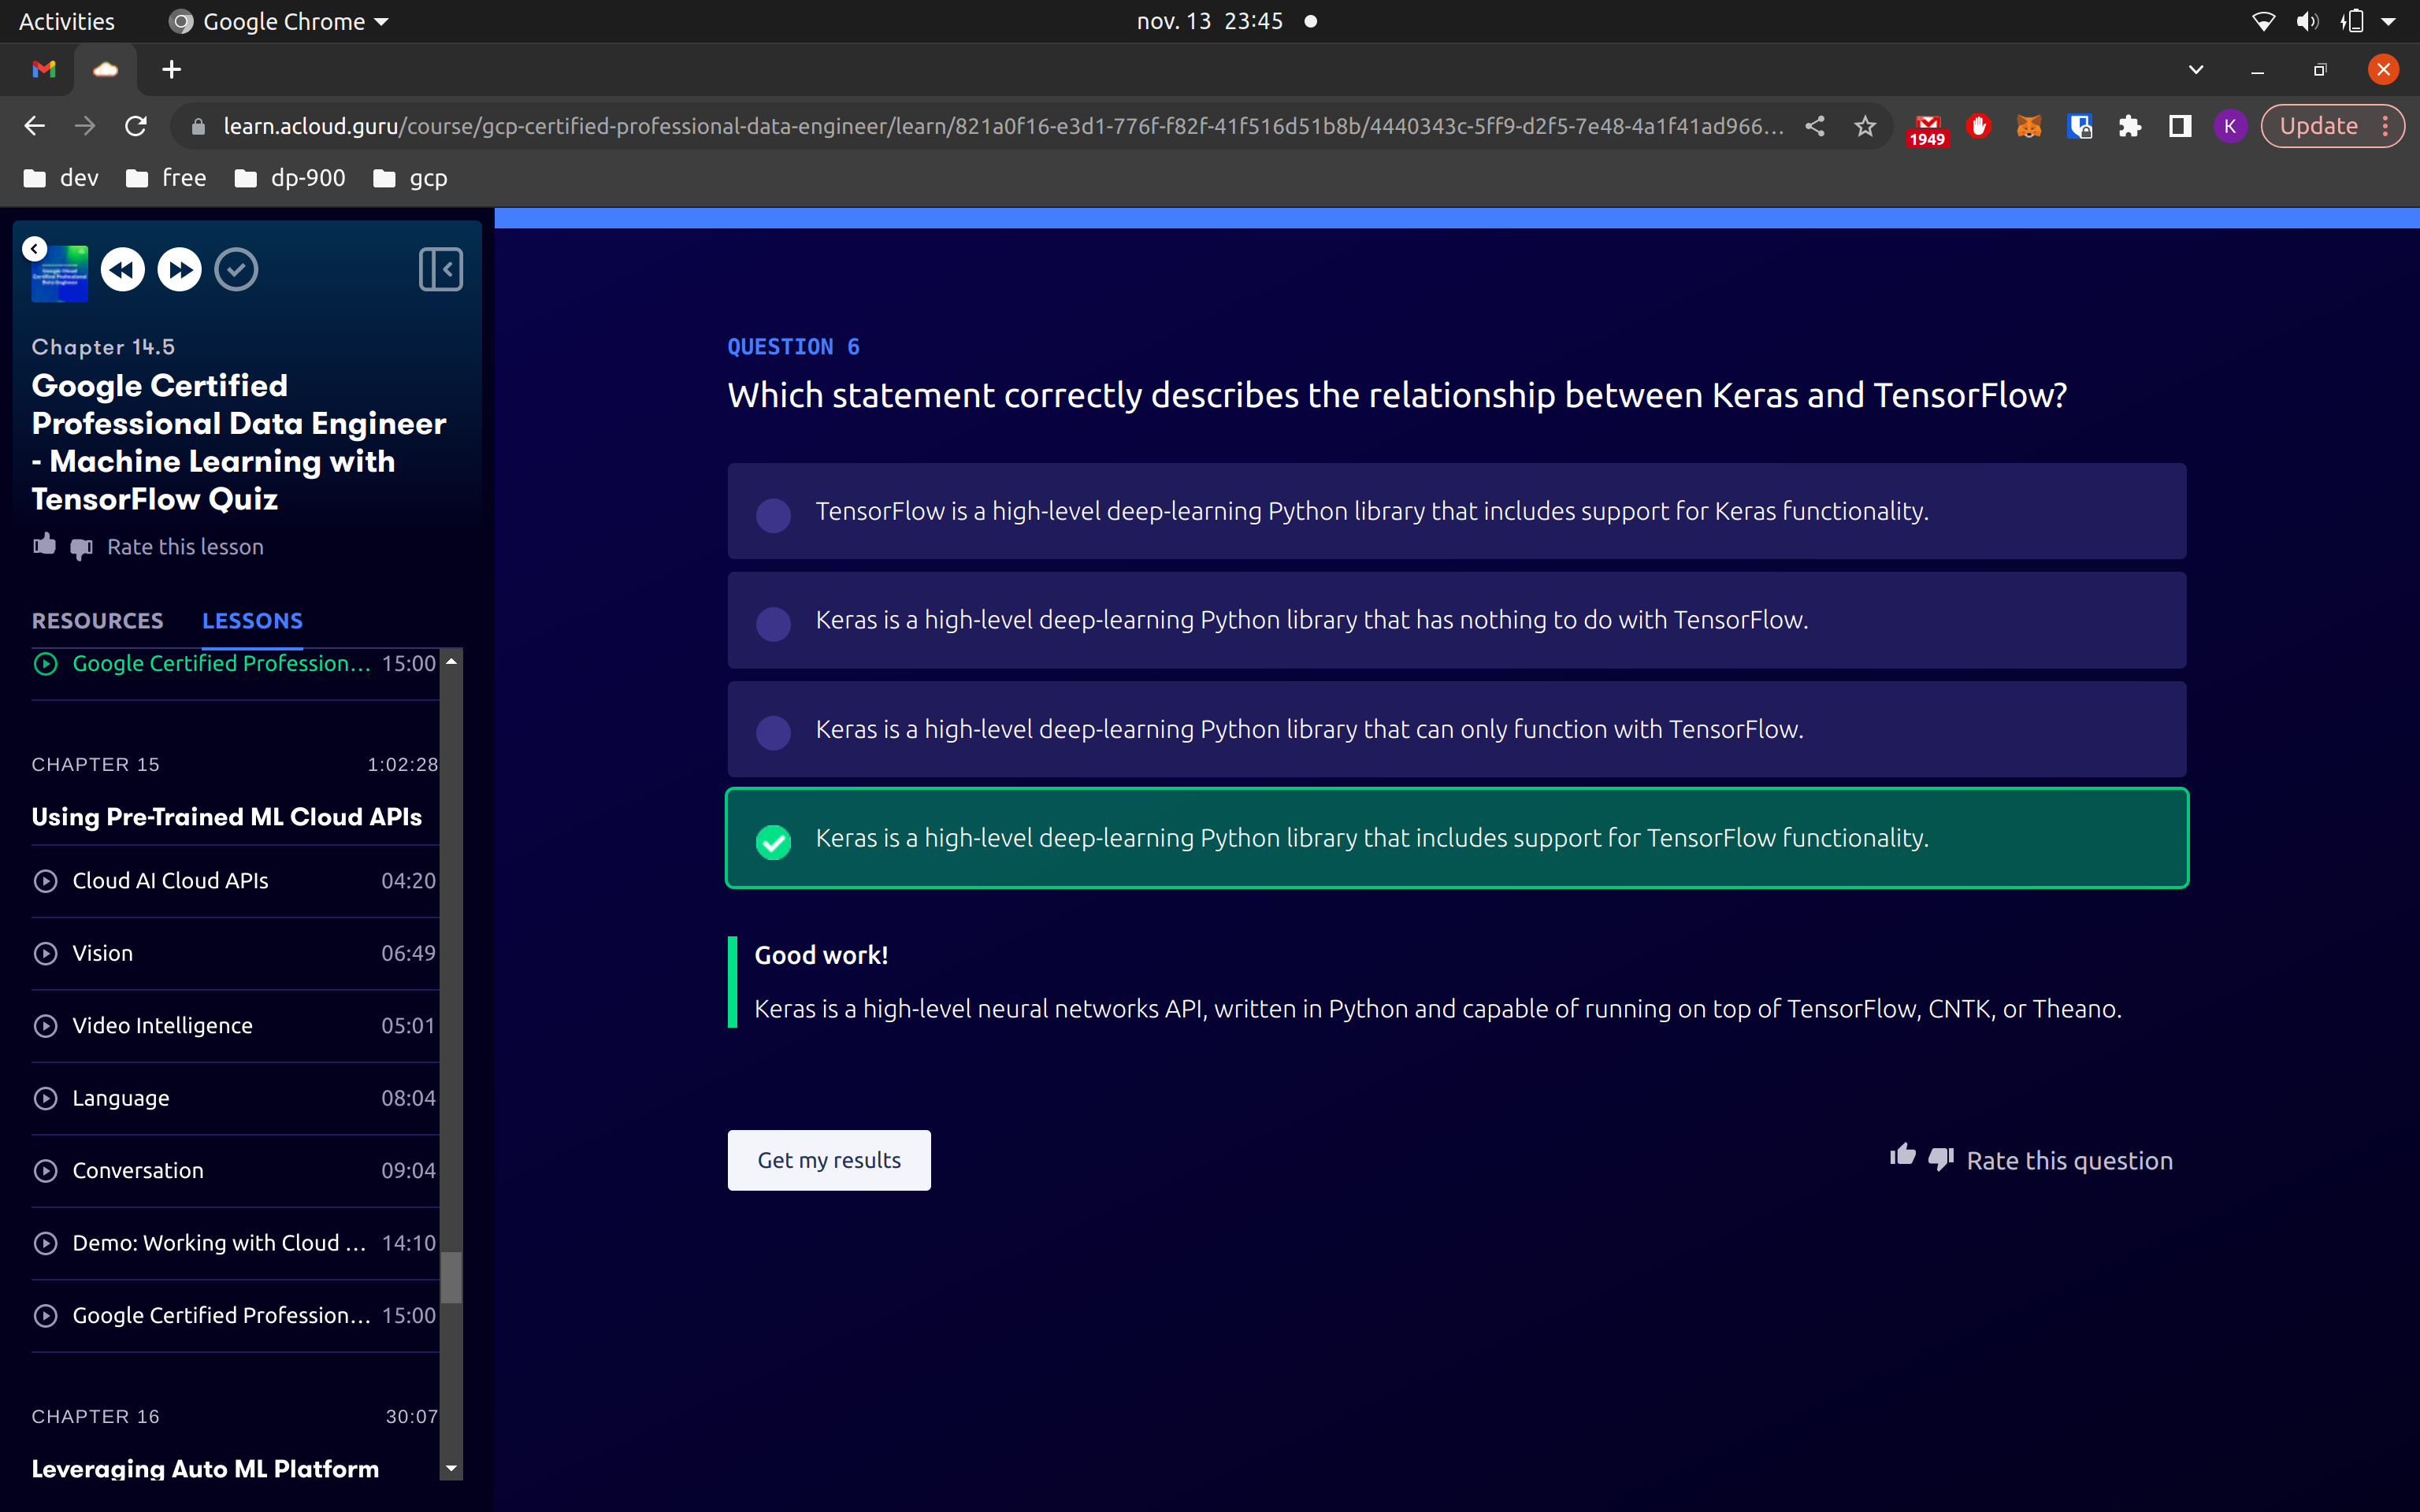 Activities
Google Chrome
nov. 13 23:45
learn.acloud.guru/course/gcp-certified-professional-data-engineer/learn/821a0f16-e3d1-776f-f82f-41f516d51b8b/4440343c-5ff9-d2f5-7e48-4a1f41ad966...
1949
K
Update
dev
free
dp-900
gcp
Chapter 14.5
Google Certified
Professional Data Engineer
- Machine Learning with
TensorFlow Quiz
Rate this lesson
RESOURCES
LESSONS
Google Certified Profession... 15:00
CHAPTER 15 1:02:28
Using Pre-Trained ML Cloud APIs
Cloud AI Cloud APIs 04:20
Vision 06:49
Video Intelligence 05:01
Language 08:04
Conversation 09:04
Demo: Working with Cloud ... 14:10
Google Certified Profession... 15:00
CHAPTER 16 30:07
Leveraging Auto ML Platform
QUESTION 6
Which statement correctly describes the relationship between Keras and TensorFlow?
TensorFlow is a high-level deep-learning Python library that includes support for Keras functionality.
Keras is a high-level deep-learning Python library that has nothing to do with TensorFlow.
Keras is a high-level deep-learning Python library that can only function with TensorFlow.
Keras is a high-level deep-learning Python library that includes support for TensorFlow functionality.
Good work!
Keras is a high-level neural networks API, written in Python and capable of running on top of TensorFlow, CNTK, or Theano.
Get my results
Rate this question